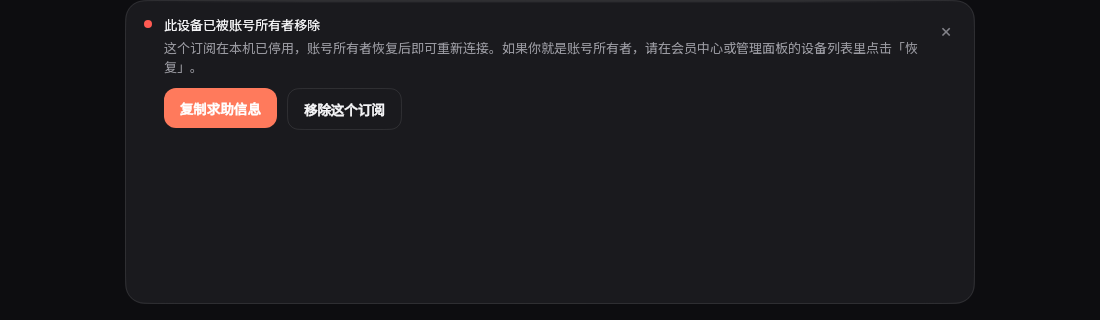 此设备已被账号所有者移除
这个订阅在本机已停用，账号所有者恢复后即可重新连接。如果你就是账号所有者，请在会员中心或管理面板的设备列表里点击「恢
复」。
复制求助信息
移除这个订阅